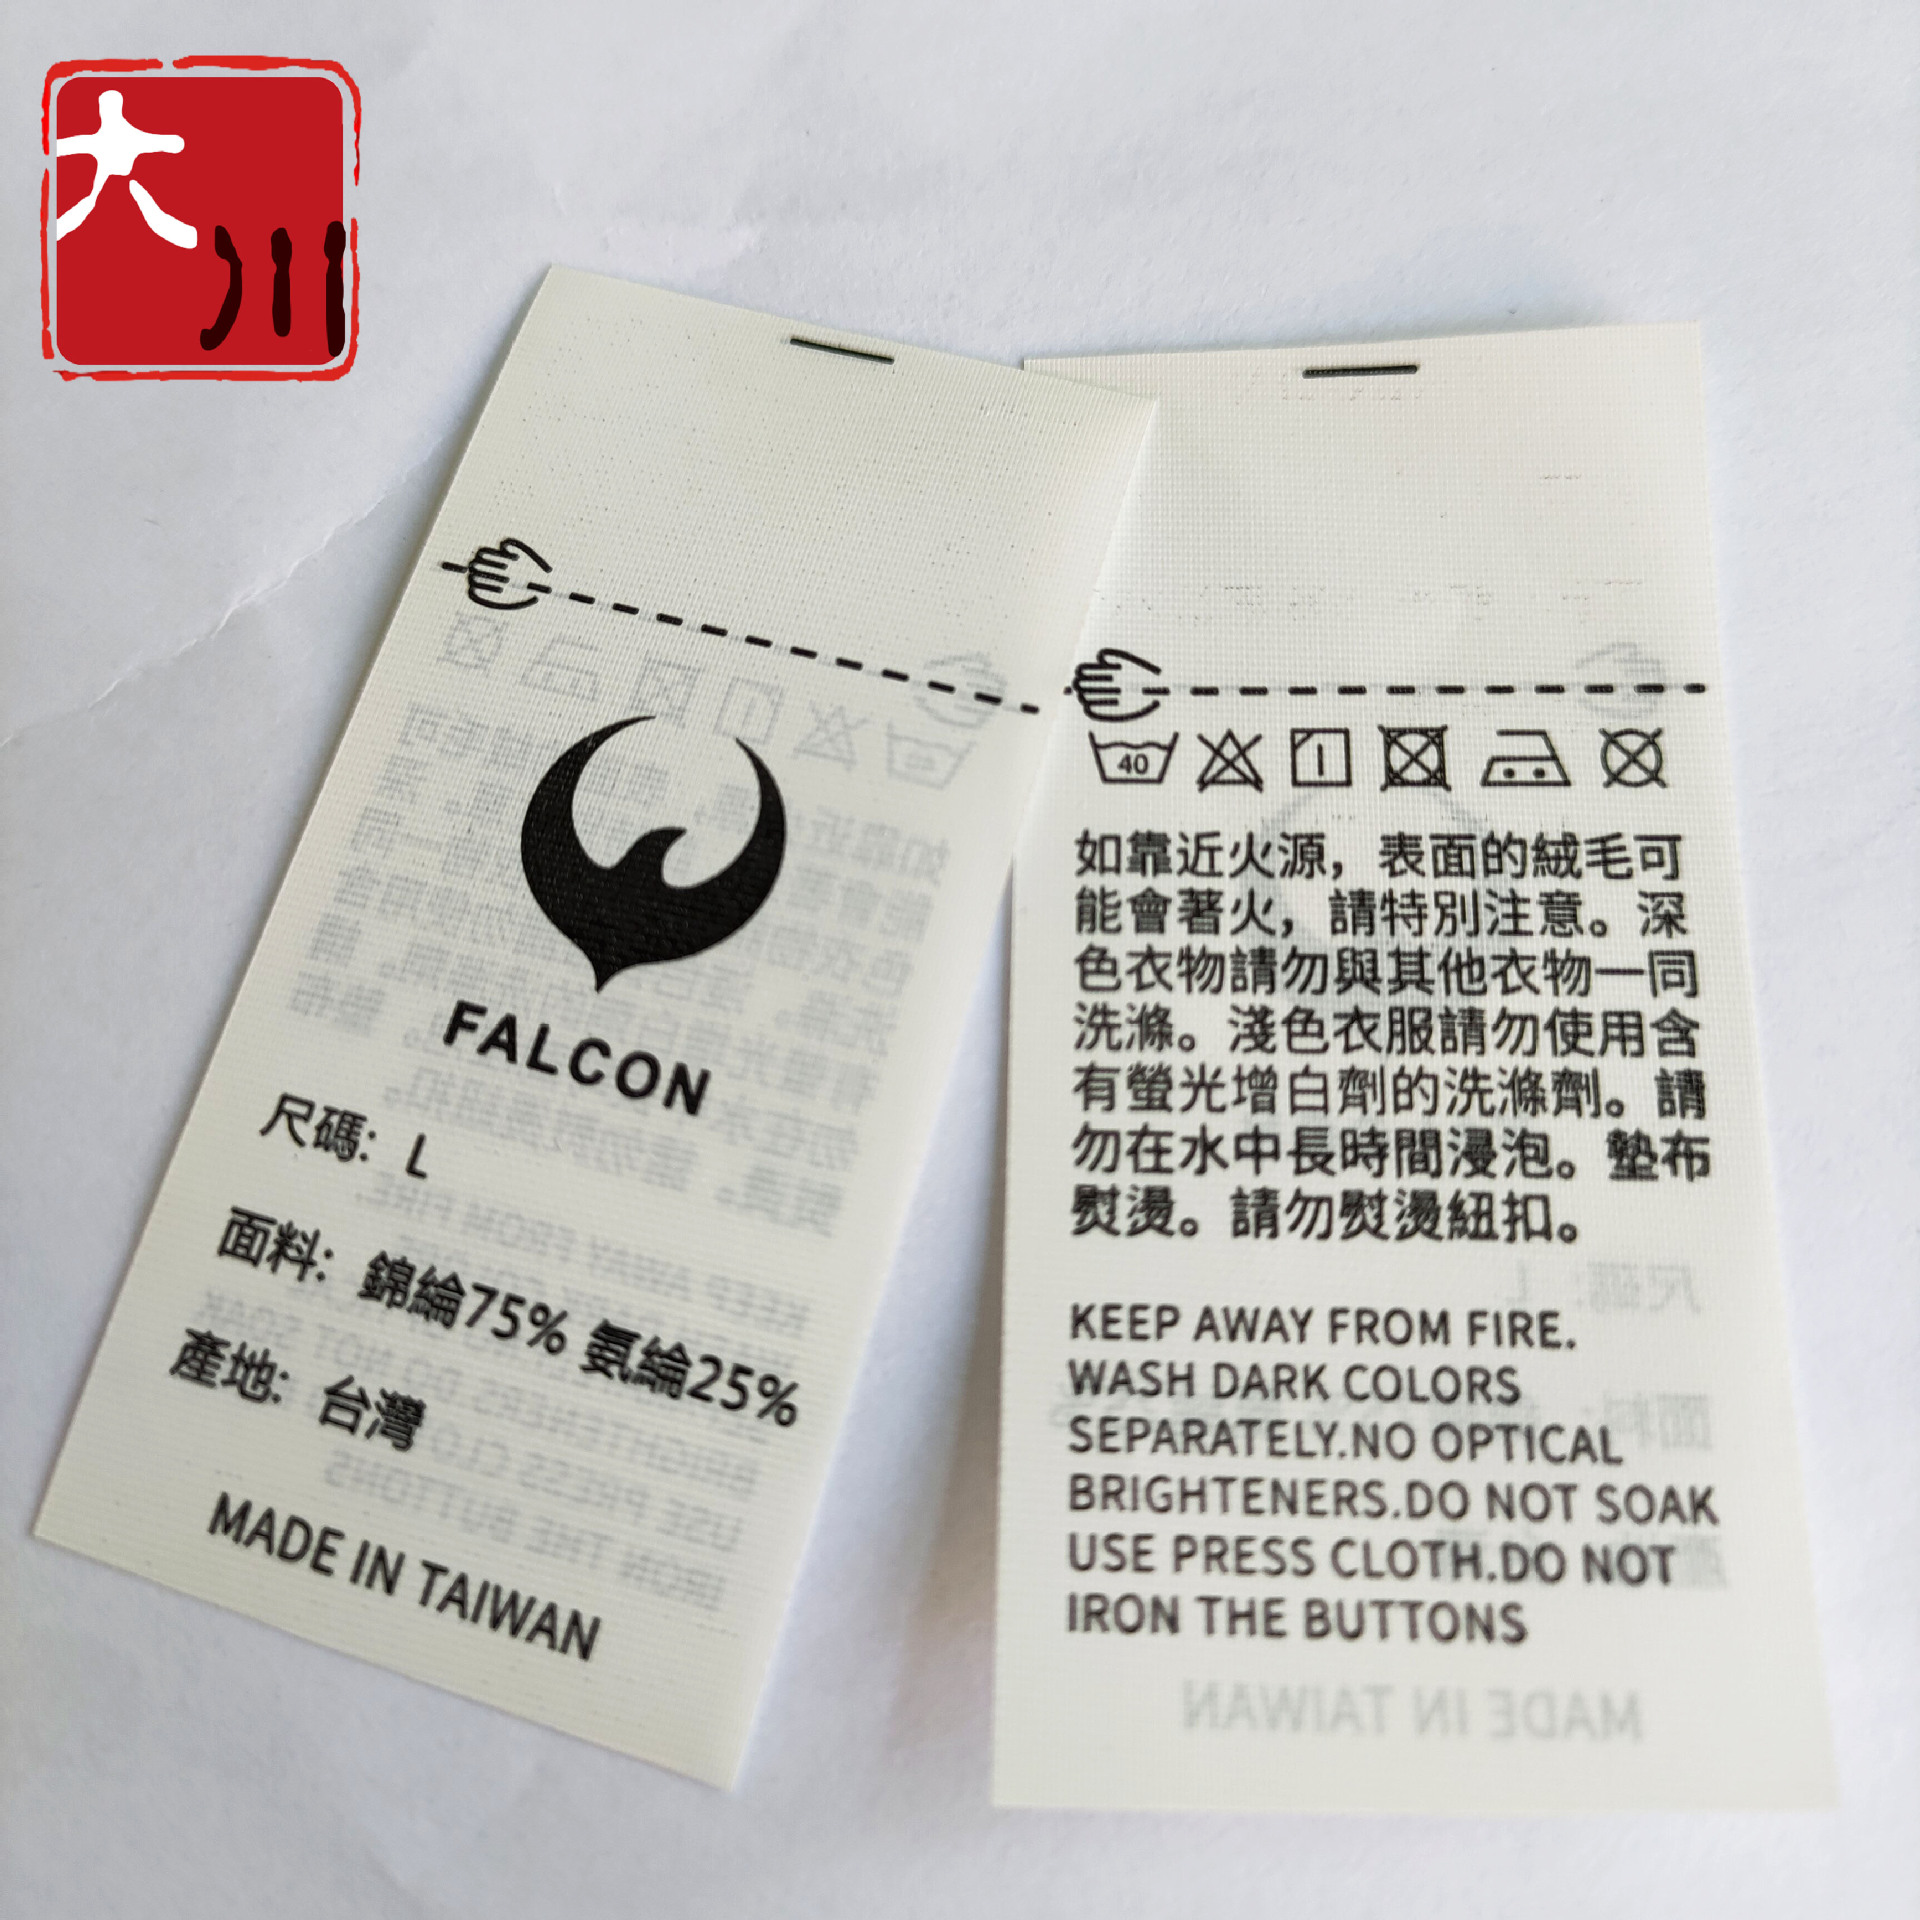 大川
FALCON
尺碼: L
面料: 錦綸75% 氨綸25%
產地: 台灣
MADE IN TAIWAN
40
如靠近火源，表面的絨毛可
能會著火，請特別注意。深
色衣物請勿與其他衣物一同
洗滌。淺色衣服請勿使用含
有螢光增白劑的洗滌劑。請
勿在水中長時間浸泡。墊布
熨燙。請勿熨燙紐扣。
KEEP AWAY FROM FIRE.
WASH DARK COLORS
SEPARATELY.NO OPTICAL
BRIGHTENERS.DO NOT SOAK
USE PRESS CLOTH.DO NOT
IRON THE BUTTONS